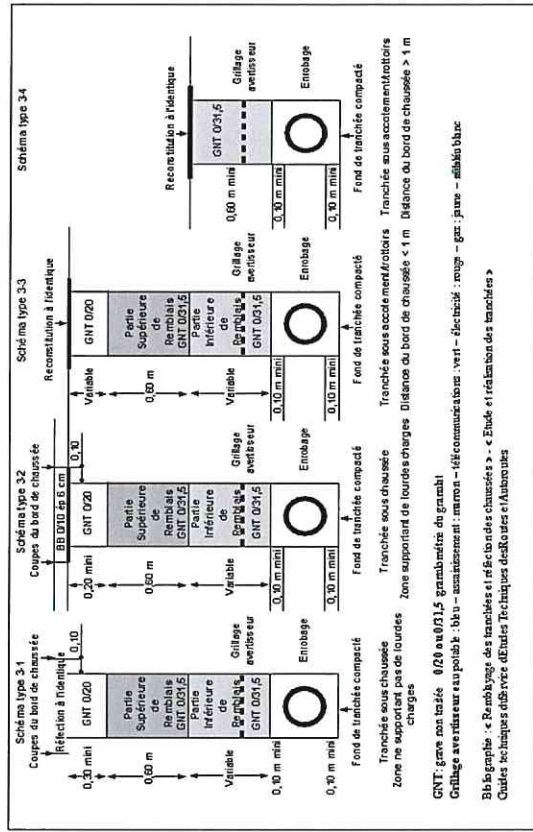 Schéma type 3-1
Coupes du bord de chaussée
Réfection à l'identique
0,10
0,30 mini
GNT 0/20
0,60 m
Partie
Supérieure
de
Remblais
GNT 0/31,5
Variable
Partie
Inférieure
de
Remblais
GNT 0/31,5
Grillage
avertisseur
0,10 m mini
Enrobage
0,10 m mini
Fond de tranchée compacté
Tranchée sous chaussée
Zone ne supportant pas de lourdes
charges
Schéma type 3-2
Coupes du bord de chaussée
BB 0/10 ép 6 cm
0,10
0,20 mini
GNT 0/20
0,60 m
Partie
Supérieure
de
Remblais
GNT 0/31,5
Variable
Partie
Inférieure
de
Remblais
GNT 0/31,5
Grillage
avertisseur
0,10 m mini
Enrobage
0,10 m mini
Fond de tranchée compacté
Tranchée sous chaussée
Zone supportant de lourdes charges
Schéma type 3-3
Reconstitution à l'identique
Variable
GNT 0/20
0,60 m
Partie
Supérieure
de
Remblais
GNT 0/31,5
Variable
Partie
Inférieure
de
Remblais
GNT 0/31,5
Grillage
avertisseur
0,10 m mini
Enrobage
0,10 m mini
Fond de tranchée compacté
Tranchée sous accotement/trottoirs
Distance du bord de chaussée < 1 m
Schéma type 3-4
Reconstitution à l'identique
0,60 m mini
GNT 0/31,5
Grillage
avertisseur
0,10 m mini
Enrobage
0,10 m mini
Fond de tranchée compacté
Tranchée sous accotement/trottoirs
Distance du bord de chaussée > 1 m
GNT: grave non traitée 0/20 ou 0/31,5 granulométrie du granulat
Grillage avertisseur eau potable : bleu – assainissement : marron – télécommunications : vert – électricité : rouge – gaz : jaune – blanc
Bibliographie : « Remblayage des tranchées et réfection des chaussées » - « Etude et réalisation des tranchées »
Guides techniques du Service d'Etudes Techniques des Routes et Autoroutes